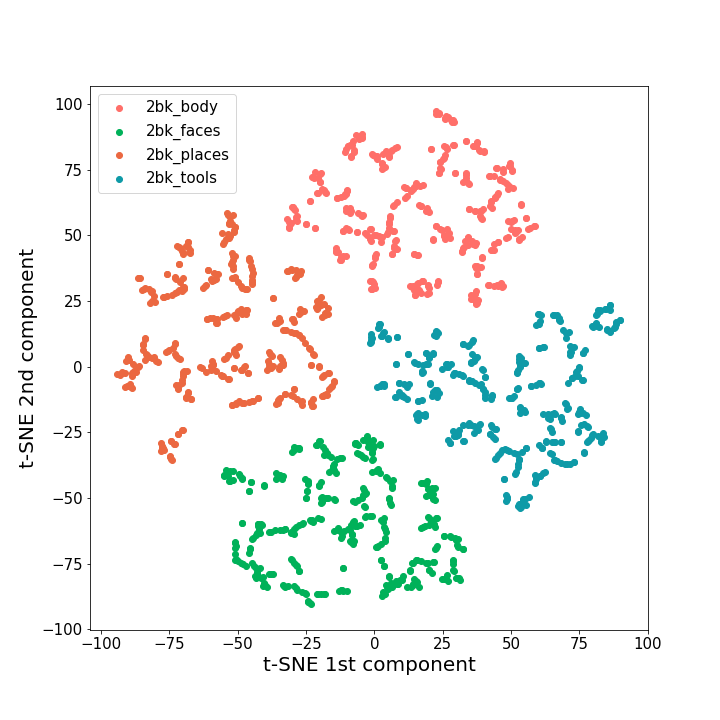 2bk_body
2bk_faces
2bk_places
2bk_tools
100
75
50
25
0
−25
−50
−75
−100
t-SNE 2nd component
−100 −75 −50 −25 0 25 50 75 100
t-SNE 1st component